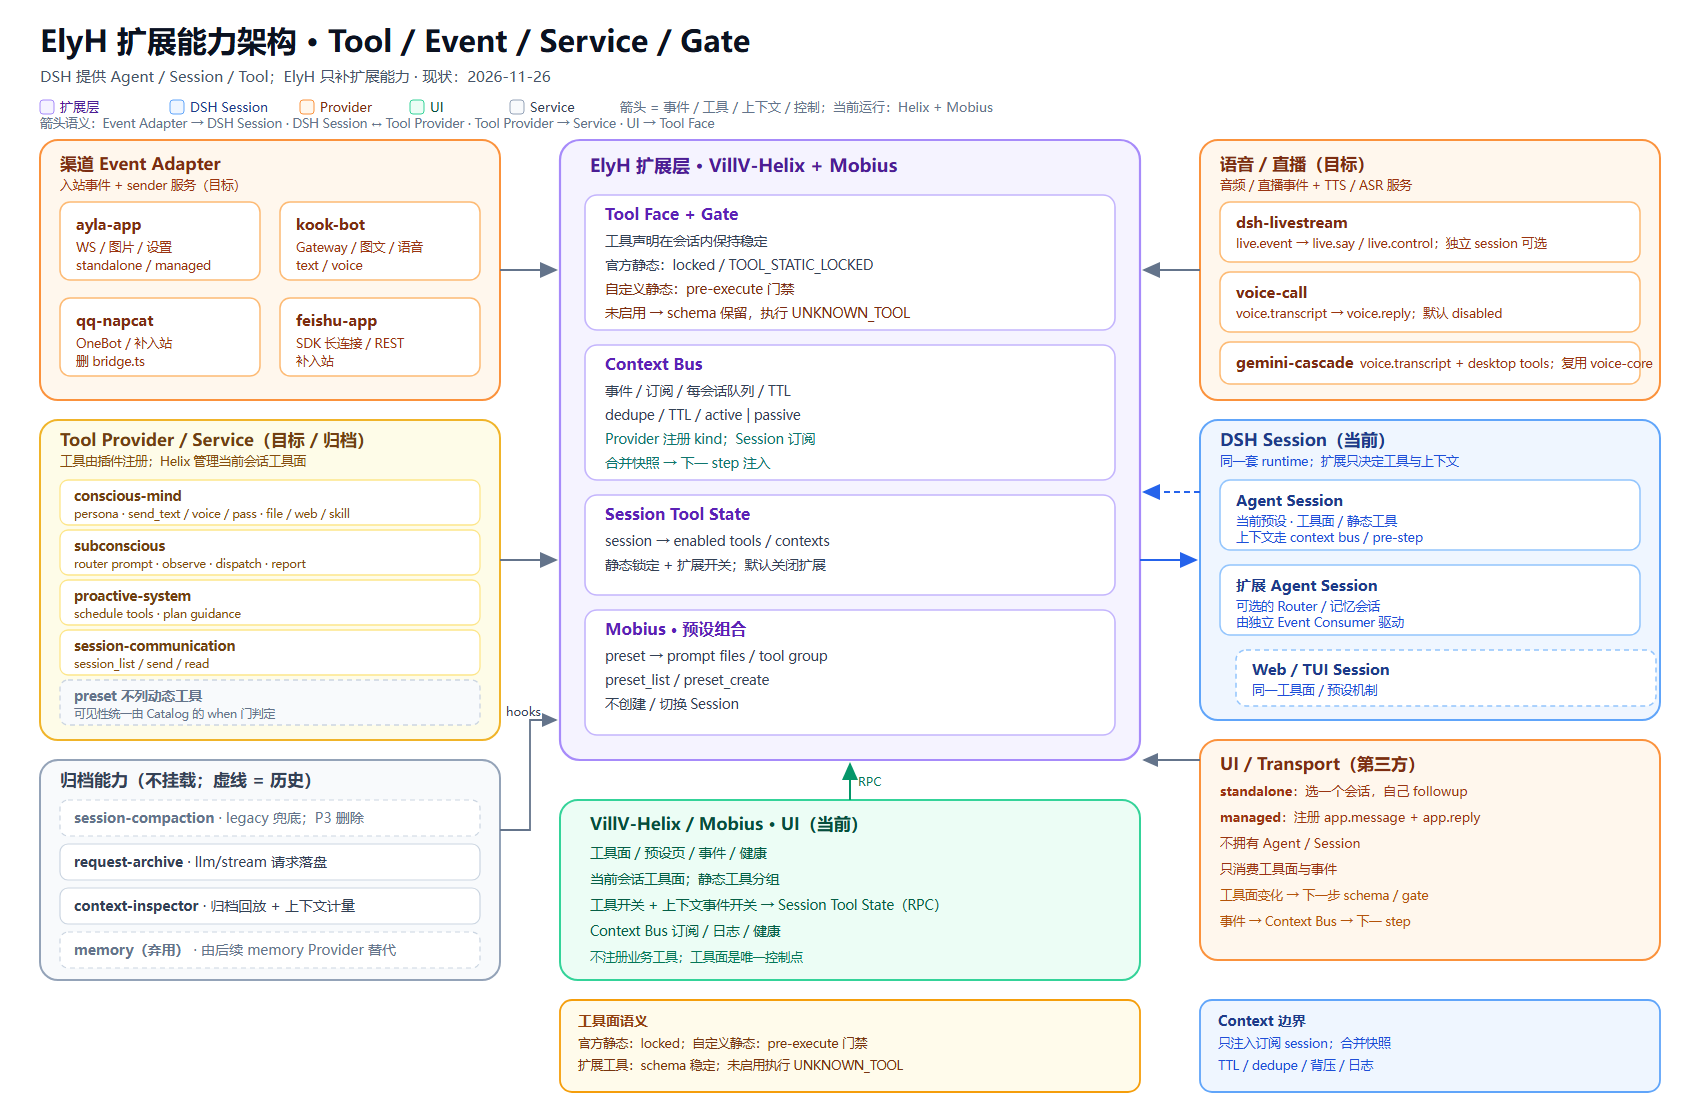 ElyH 扩展能力架构 • Tool / Event / Service / Gate
DSH 提供 Agent / Session / Tool；ElyH 只补扩展能力 · 现状：2026-11-26
扩展层
DSH Session
Provider
UI
Service
箭头 = 事件 / 工具 / 上下文 / 控制；当前运行：Helix + Mobius
箭头语义：Event Adapter → DSH Session · DSH Session ↔ Tool Provider · Tool Provider → Service · UI → Tool Face
渠道 Event Adapter
入站事件 + sender 服务（目标）
ayla-app
WS / 图片 / 设置
standalone / managed
kook-bot
Gateway / 图文 / 语音
text / voice
qq-napcat
OneBot / 补入站
删 bridge.ts
feishu-app
SDK 长连接 / REST
补入站
Tool Provider / Service（目标 / 归档）
工具由插件注册；Helix 管理当前会话工具面
conscious-mind
persona · send_text / voice / pass · file / web / skill
subconscious
router prompt · observe · dispatch · report
proactive-system
schedule tools · plan guidance
session-communication
session_list / send / read
preset 不列动态工具
可见性统一由 Catalog 的 when 门判定
hooks
归档能力（不挂载；虚线 = 历史）
session-compaction · legacy 兜底；P3 删除
request-archive · llm/stream 请求落盘
context-inspector · 归档回放 + 上下文计量
memory（弃用） · 由后续 memory Provider 替代
ElyH 扩展层 • VillV-Helix + Mobius
Tool Face + Gate
工具声明在会话内保持稳定
官方静态：locked / TOOL_STATIC_LOCKED
自定义静态：pre-execute 门禁
未启用 → schema 保留，执行 UNKNOWN_TOOL
Context Bus
事件 / 订阅 / 每会话队列 / TTL
dedupe / TTL / active | passive
Provider 注册 kind；Session 订阅
合并快照 → 下一 step 注入
Session Tool State
session → enabled tools / contexts
静态锁定 + 扩展开关；默认关闭扩展
Mobius • 预设组合
preset → prompt files / tool group
preset_list / preset_create
不创建 / 切换 Session
RPC
VillV-Helix / Mobius • UI（当前）
工具面 / 预设页 / 事件 / 健康
当前会话工具面；静态工具分组
工具开关 + 上下文事件开关 → Session Tool State（RPC）
Context Bus 订阅 / 日志 / 健康
不注册业务工具；工具面是唯一控制点
工具面语义
官方静态：locked；自定义静态：pre-execute 门禁
扩展工具：schema 稳定；未启用执行 UNKNOWN_TOOL
语音 / 直播（目标）
音频 / 直播事件 + TTS / ASR 服务
dsh-livestream
live.event → live.say / live.control；独立 session 可选
voice-call
voice.transcript → voice.reply；默认 disabled
gemini-cascade voice.transcript + desktop tools；复用 voice-core
DSH Session（当前）
同一套 runtime；扩展只决定工具与上下文
Agent Session
当前预设 · 工具面 / 静态工具
上下文走 context bus / pre-step
扩展 Agent Session
可选的 Router / 记忆会话
由独立 Event Consumer 驱动
Web / TUI Session
同一工具面 / 预设机制
UI / Transport（第三方）
standalone：选一个会话，自己 followup
managed：注册 app.message + app.reply
不拥有 Agent / Session
只消费工具面与事件
工具面变化 → 下一步 schema / gate
事件 → Context Bus → 下一 step
Context 边界
只注入订阅 session；合并快照
TTL / dedupe / 背压 / 日志